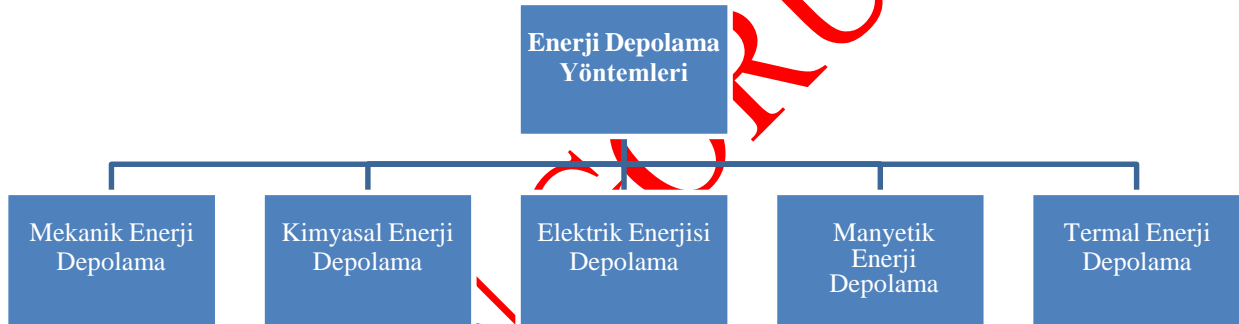 Enerji Depolama
Yöntemleri
Mekanik Enerji
Depolama
Kimyasal Enerji
Depolama
Elektrik Enerjisi
Depolama
Manyetik
Enerji
Depolama
Termal Enerji
Depolama